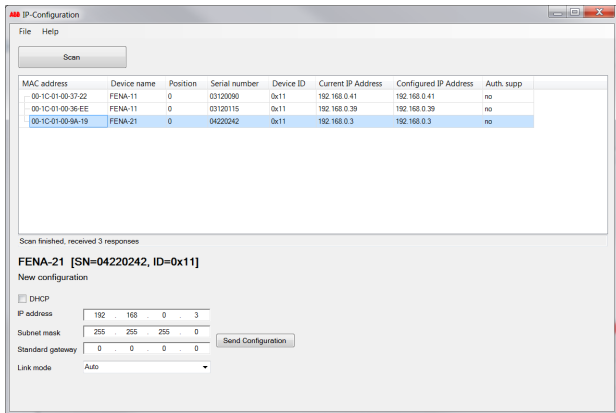 ABB IP-Configuration
File Help
Scan
MAC address Device name Position Serial number Device ID Current IP Address Configured IP Address Auth. supp
00-1C-01-00-37-22 FENA-11 0 03120090 0x11 192.168.0.41 192.168.0.41 no
00-1C-01-00-36-EE FENA-11 0 03120115 0x11 192.168.0.39 192.168.0.39 no
00-1C-01-00-9A-19 FENA-21 0 04220242 0x11 192.168.0.3 192.168.0.3 no
Scan finished, received 3 responses
FENA-21 [SN=04220242, ID=0x11]
New configuration
DHCP
IP address 192 . 168 . 0 . 3
Subnet mask 255 . 255 . 255 . 0
Send Configuration
Standard gateway 0 . 0 . 0 . 0
Link mode Auto